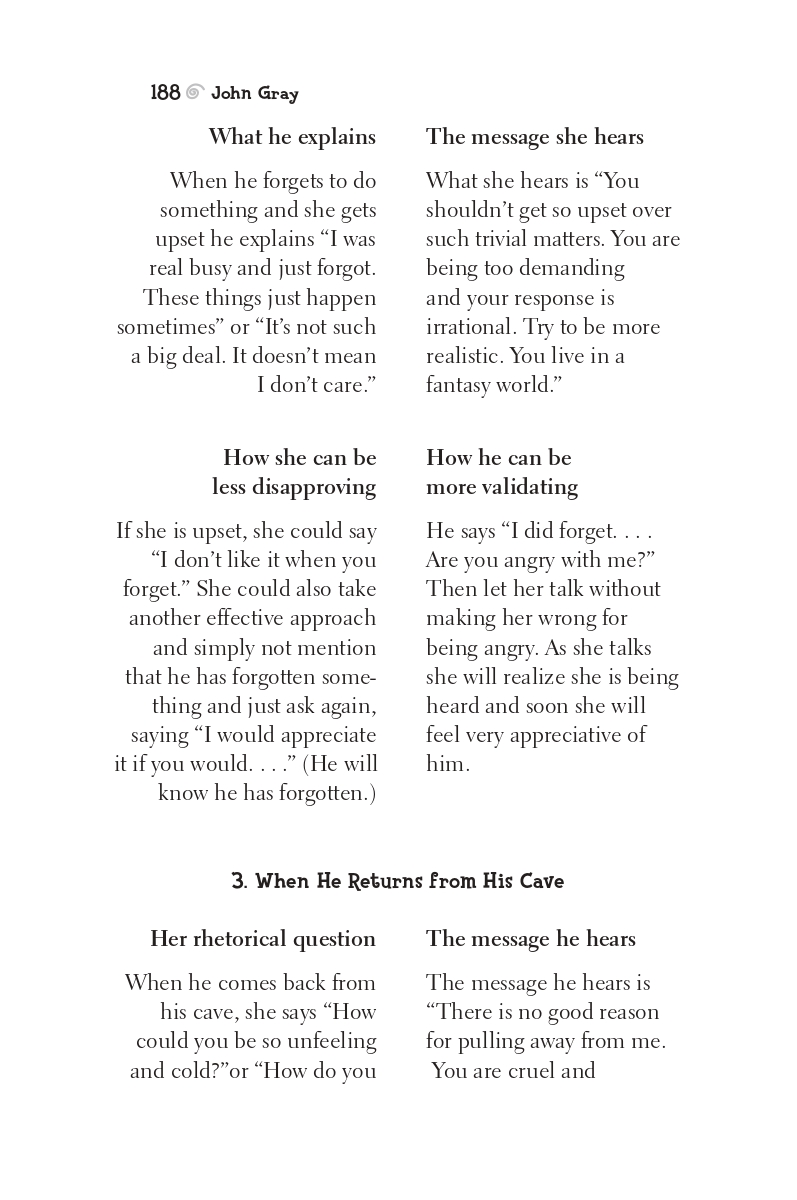 188 John Gray
What he explains
When he forgets to do
something and she gets
upset he explains “I was
real busy and just forgot.
These things just happen
sometimes” or “It’s not such
a big deal. It doesn’t mean
I don’t care.”
The message she hears
What she hears is “You
shouldn’t get so upset over
such trivial matters. You are
being too demanding
and your response is
irrational. Try to be more
realistic. You live in a
fantasy world.”
How she can be
less disapproving
If she is upset, she could say
“I don’t like it when you
forget.” She could also take
another effective approach
and simply not mention
that he has forgotten some-
thing and just ask again,
saying “I would appreciate
it if you would. . . .” (He will
know he has forgotten.)
How he can be
more validating
He says “I did forget. . . .
Are you angry with me?”
Then let her talk without
making her wrong for
being angry. As she talks
she will realize she is being
heard and soon she will
feel very appreciative of
him.
3. When He Returns from His Cave
Her rhetorical question
When he comes back from
his cave, she says “How
could you be so unfeeling
and cold?”or “How do you
The message he hears
The message he hears is
“There is no good reason
for pulling away from me.
You are cruel and